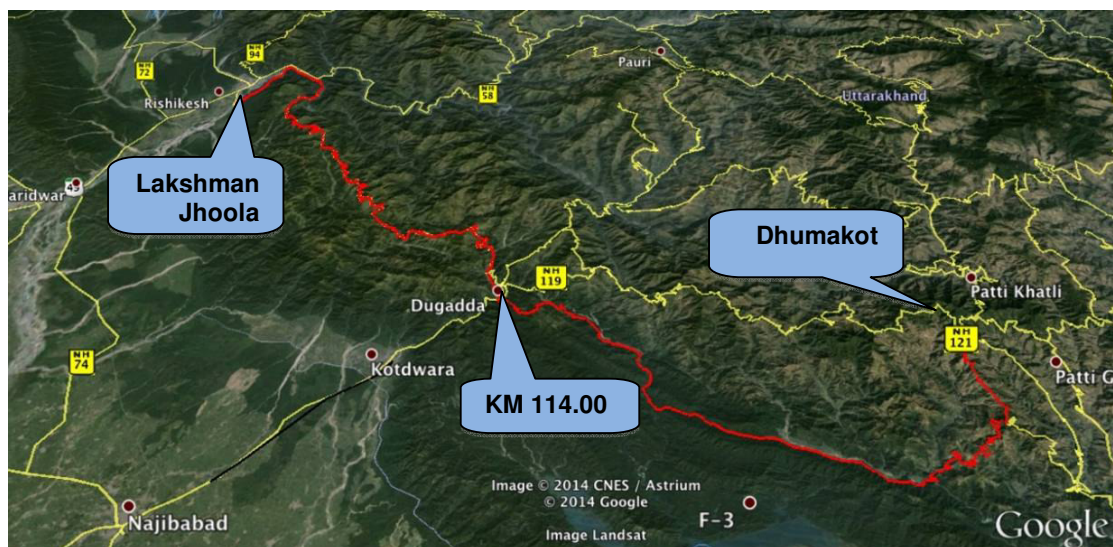 NH
94
NH
72
Pauri
Rishikesh
NH
58
Uttarakhand
Lakshman
Jhoola
aridwar
45
Dhumakot
NH
119
Dugadda
Patti Khatli
NH
121
NH
74
Kotdwara
Patti G
KM 114.00
Image © 2014 CNES / Astrium
© 2014 Google
F-3
Najibabad
Image Landsat
Google